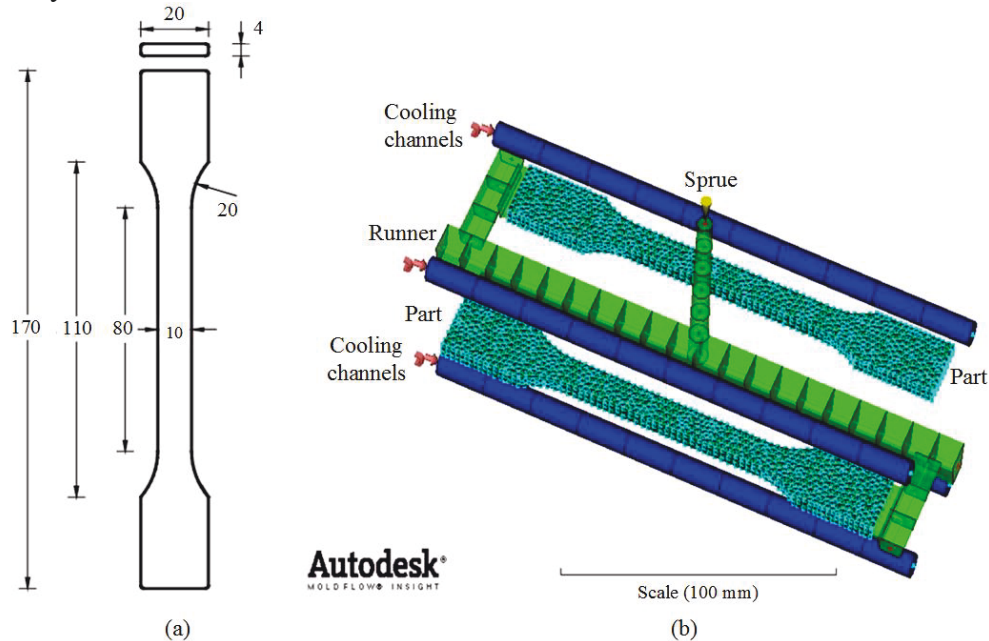 20
4
20
170
110
80
10
(a)
Cooling
channels
Sprue
Runner
Part
Cooling
channels
Part
Autodesk®
MOLDFLOW® INSIGHT
Scale (100 mm)
(b)